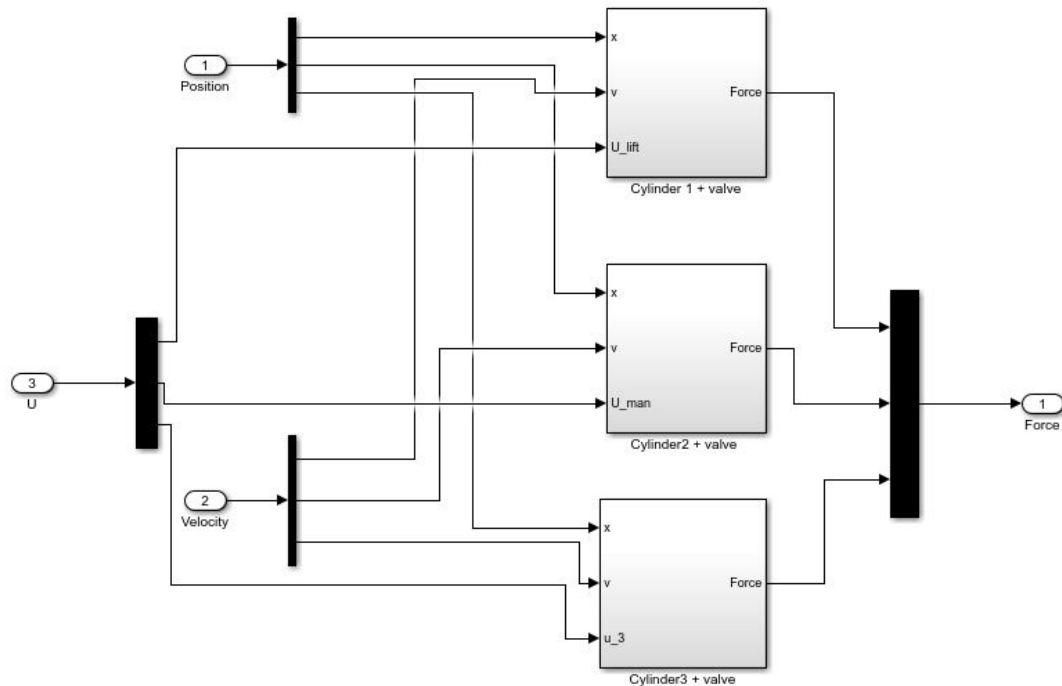 1
Position
x
v
Force
U_lift
Cylinder 1 + valve
x
v
Force
U_man
Cylinder2 + valve
3
U
1
Force
2
Velocity
x
v
Force
u_3
Cylinder3 + valve